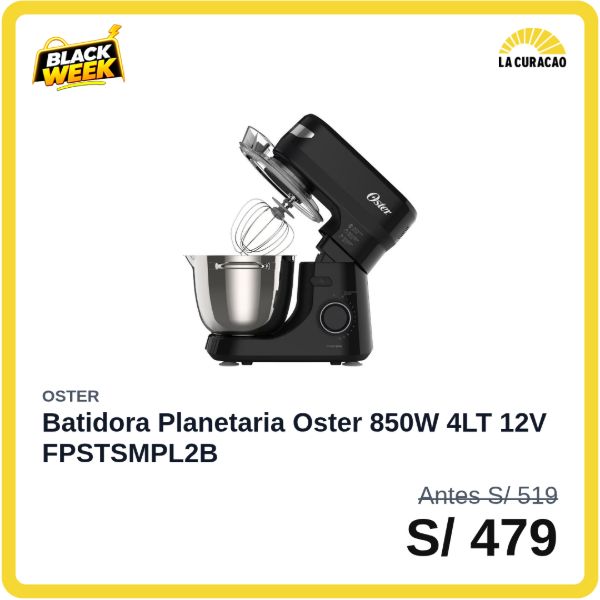 BLACK
WEEK
LA CURACAO
Oster
OSTER
Batidora Planetaria Oster 850W 4LT 12V
FPSTSMPL2B
Antes S/ 519
S/ 479